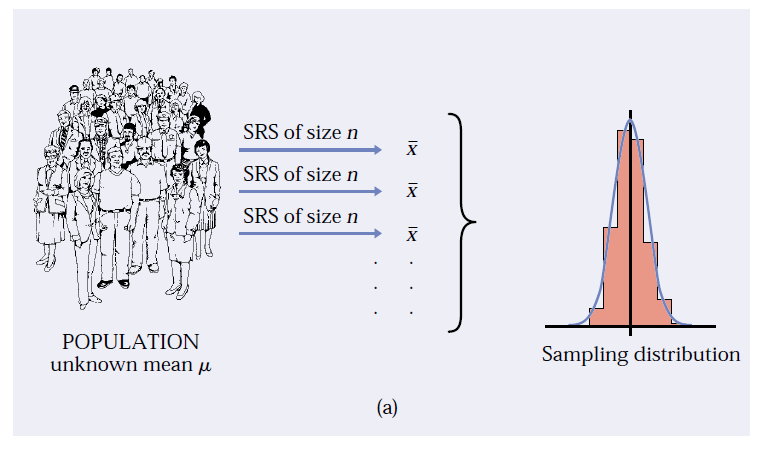 SRS of size n
x̄
SRS of size n
x̄
SRS of size n
x̄
POPULATION
unknown mean μ
Sampling distribution
(a)